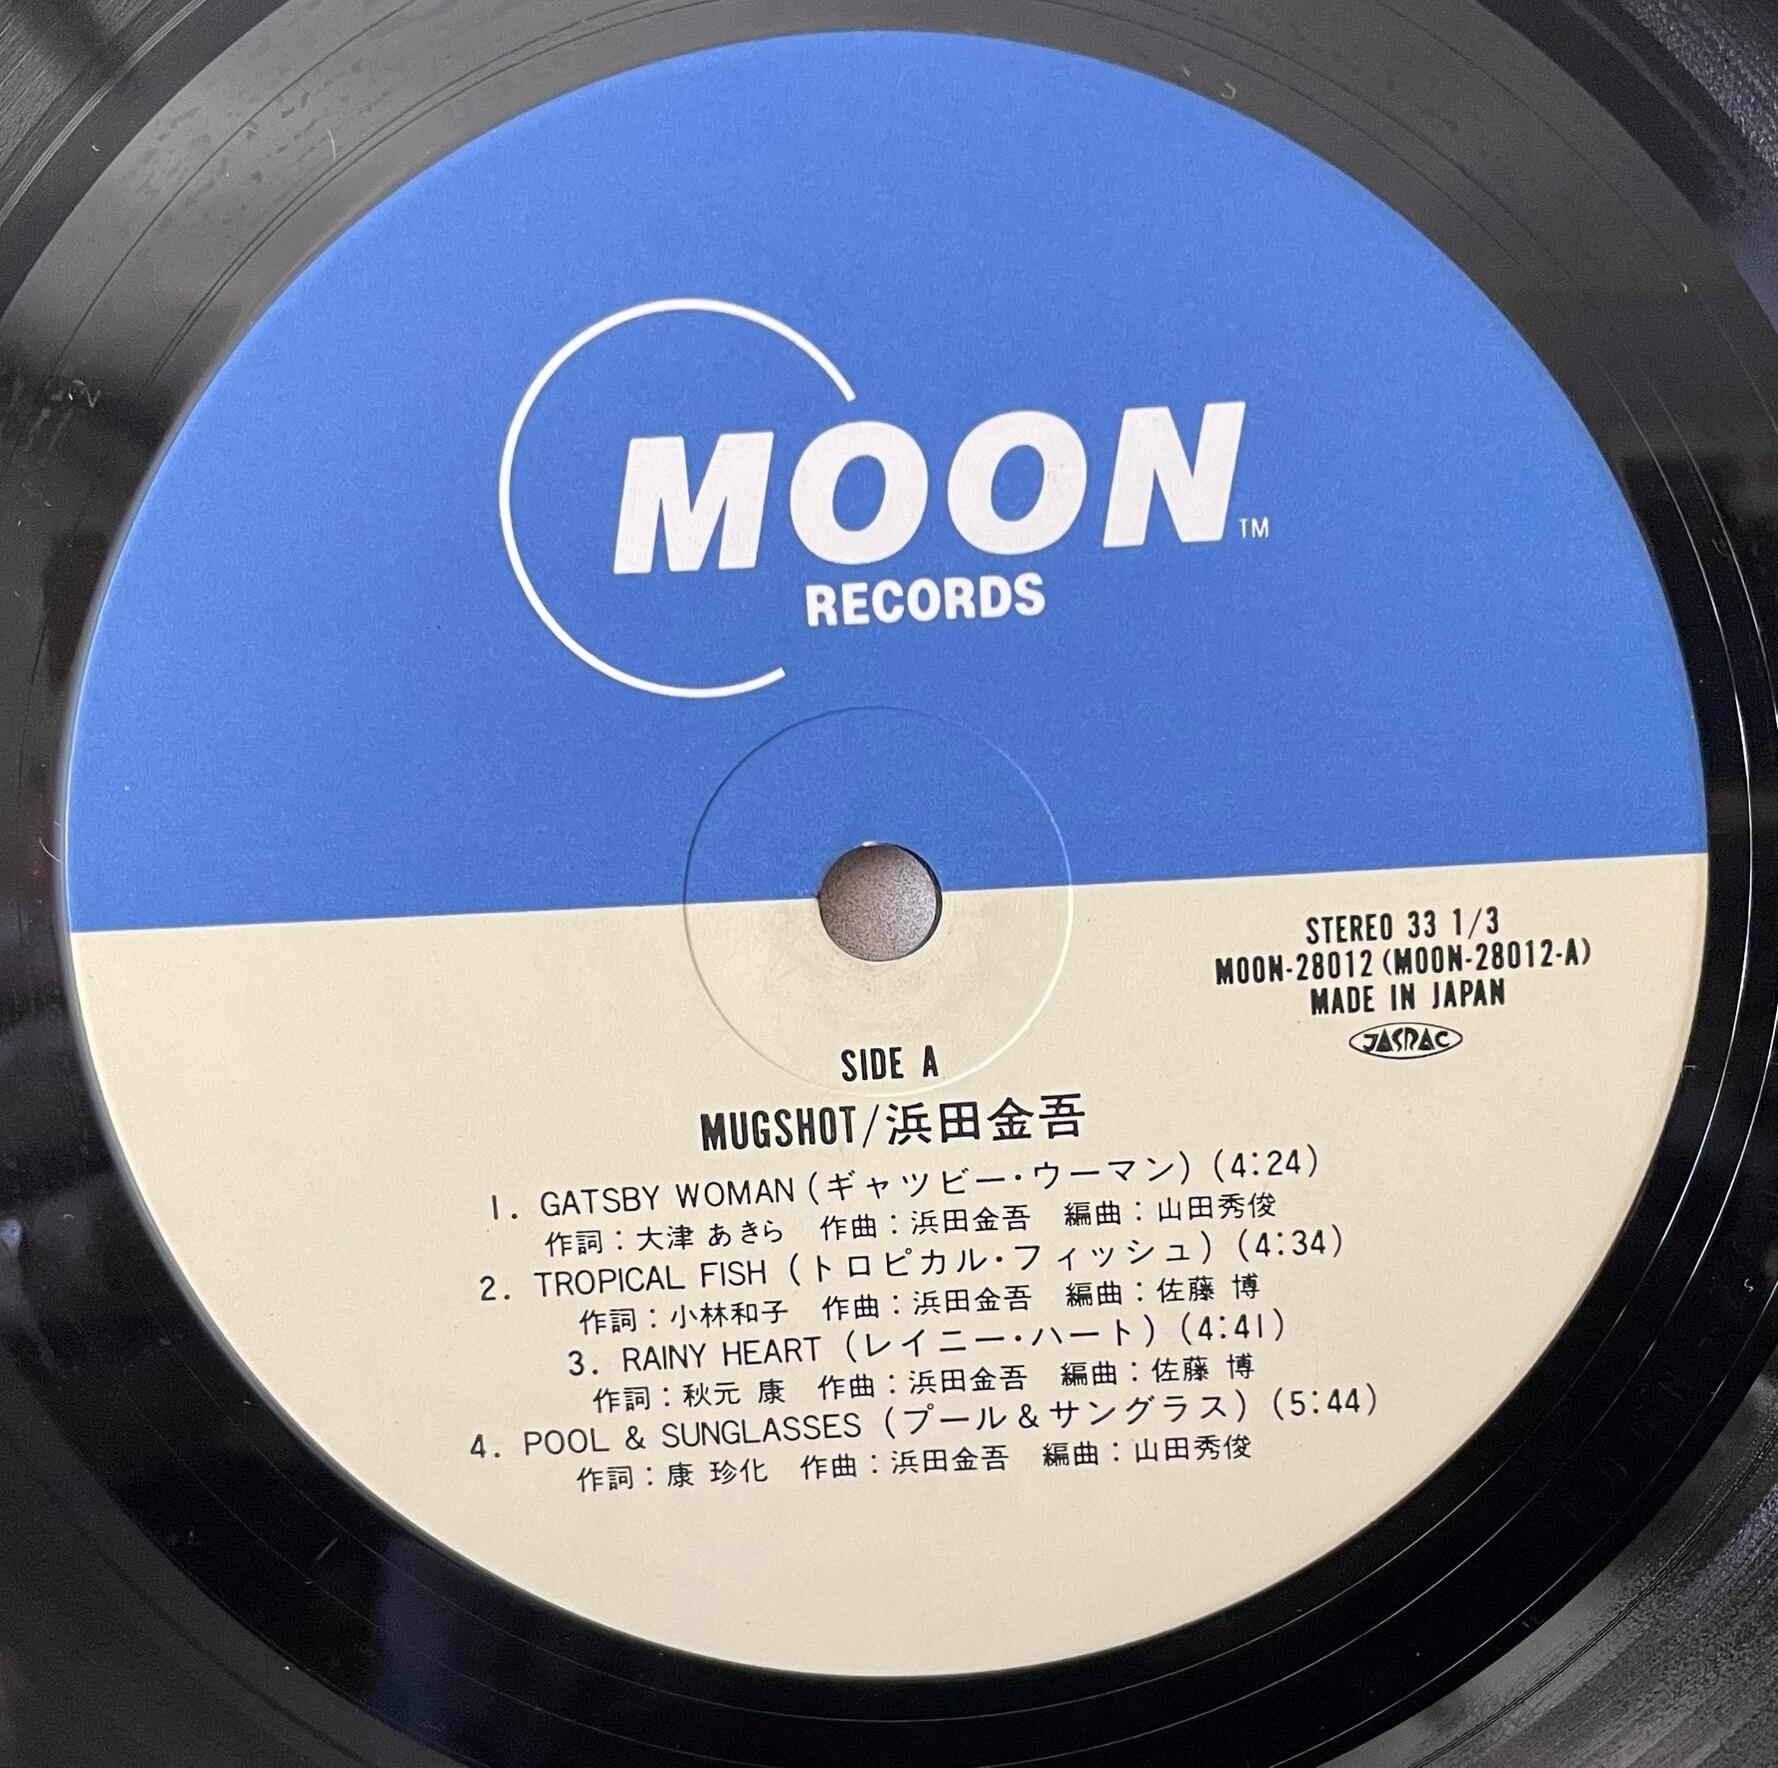 MOON™
RECORDS
STEREO 33 1/3
MOON-28012 (MOON-28012-A)
MADE IN JAPAN
JASRAC
SIDE A
MUGSHOT/浜田金吾
1. GATSBY WOMAN (ギャツビー・ウーマン) (4:24)
作詞：大津 あきら 作曲：浜田金吾 編曲：山田秀俊
2. TROPICAL FISH (トロピカル・フィッシュ) (4:34)
作詞：小林和子 作曲：浜田金吾 編曲：佐藤 博
3. RAINY HEART (レイニー・ハート) (4:41)
作詞：秋元 康 作曲：浜田金吾 編曲：佐藤 博
4. POOL & SUNGLASSES (プール&サングラス) (5:44)
作詞：康 珍化 作曲：浜田金吾 編曲：山田秀俊